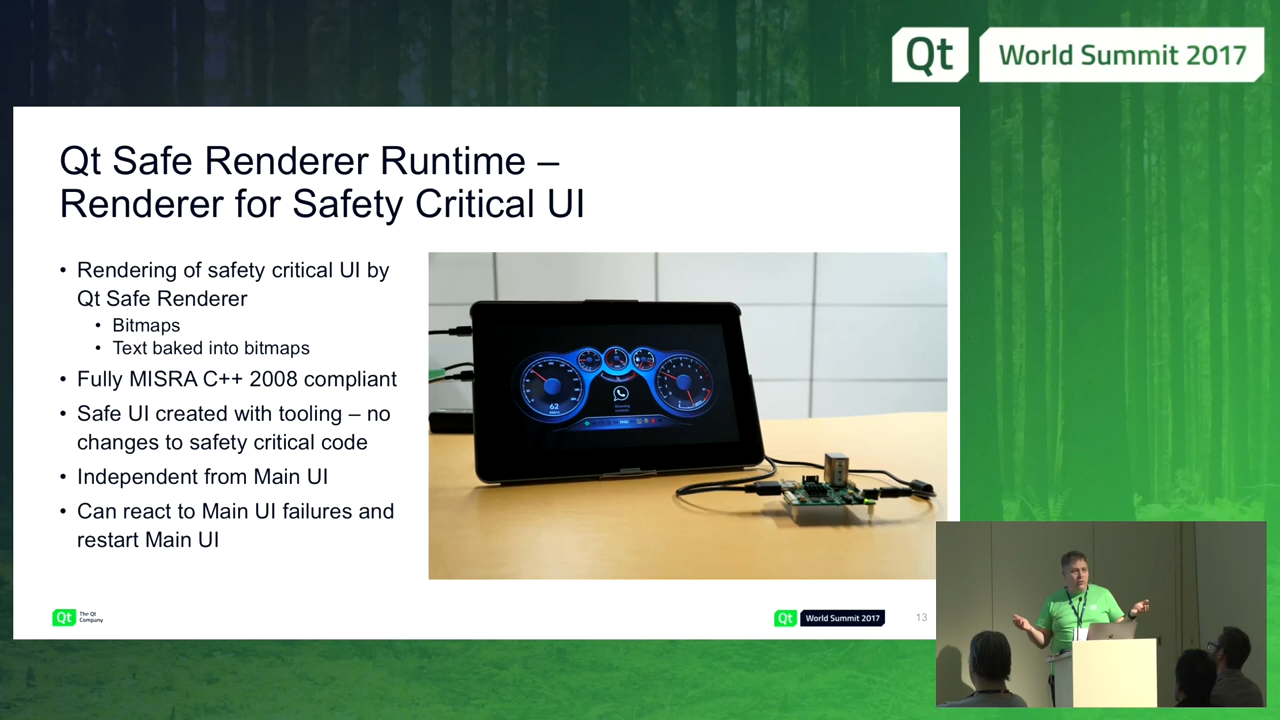 Qt World Summit 2017
Qt Safe Renderer Runtime –
Renderer for Safety Critical UI
• Rendering of safety critical UI by
Qt Safe Renderer
• Bitmaps
• Text baked into bitmaps
• Fully MISRA C++ 2008 compliant
• Safe UI created with tooling – no
changes to safety critical code
• Independent from Main UI
• Can react to Main UI failures and
restart Main UI
62
Qt The Qt
Company
Qt World Summit 2017
13